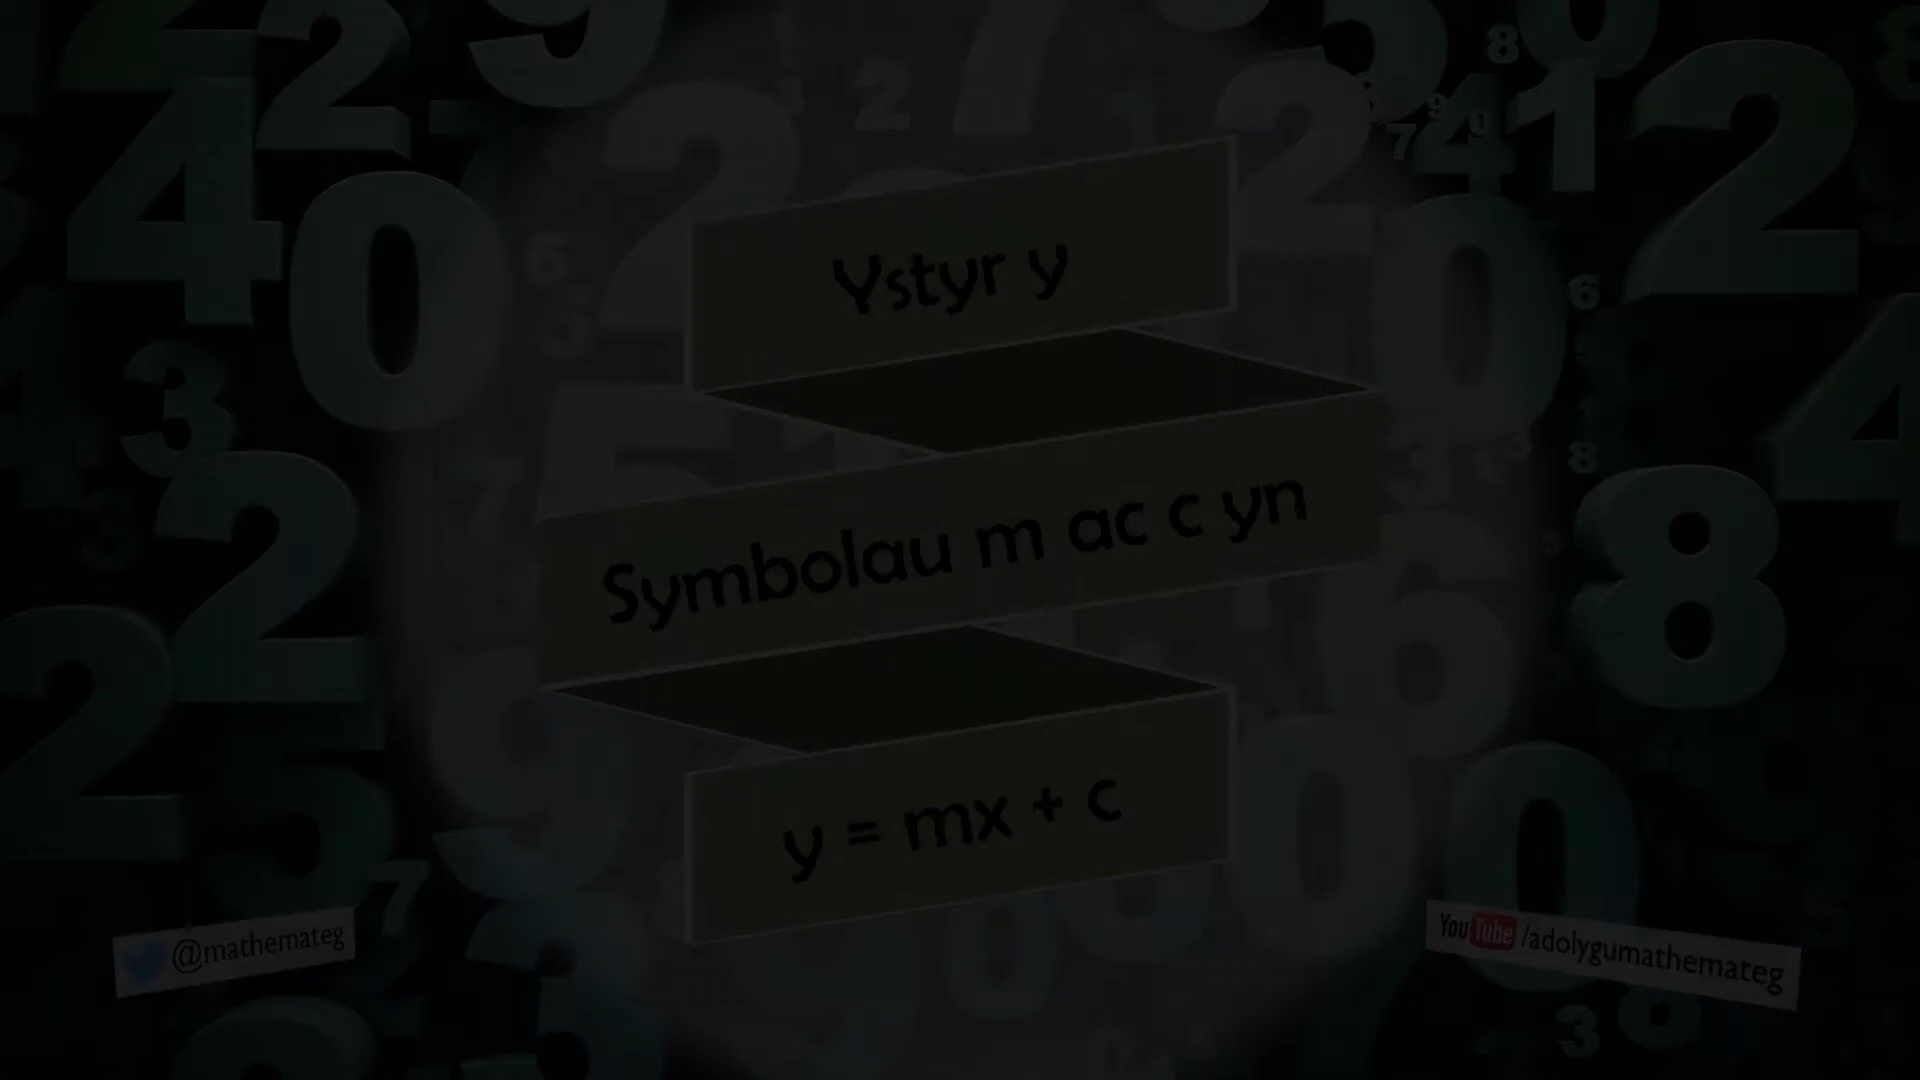 Ystyr y
Symbolau m ac c yn
y = mx + c
@mathemateg
YouTube /adolygumathemateg